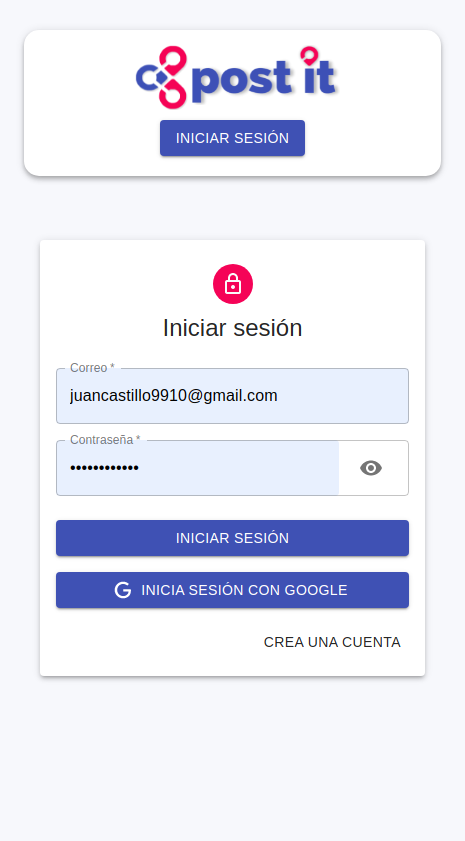 post it
INICIAR SESIÓN
Iniciar sesión
Correo *
juancastillo9910@gmail.com
Contraseña *
••••••••••••
INICIAR SESIÓN
G INICIA SESIÓN CON GOOGLE
CREA UNA CUENTA